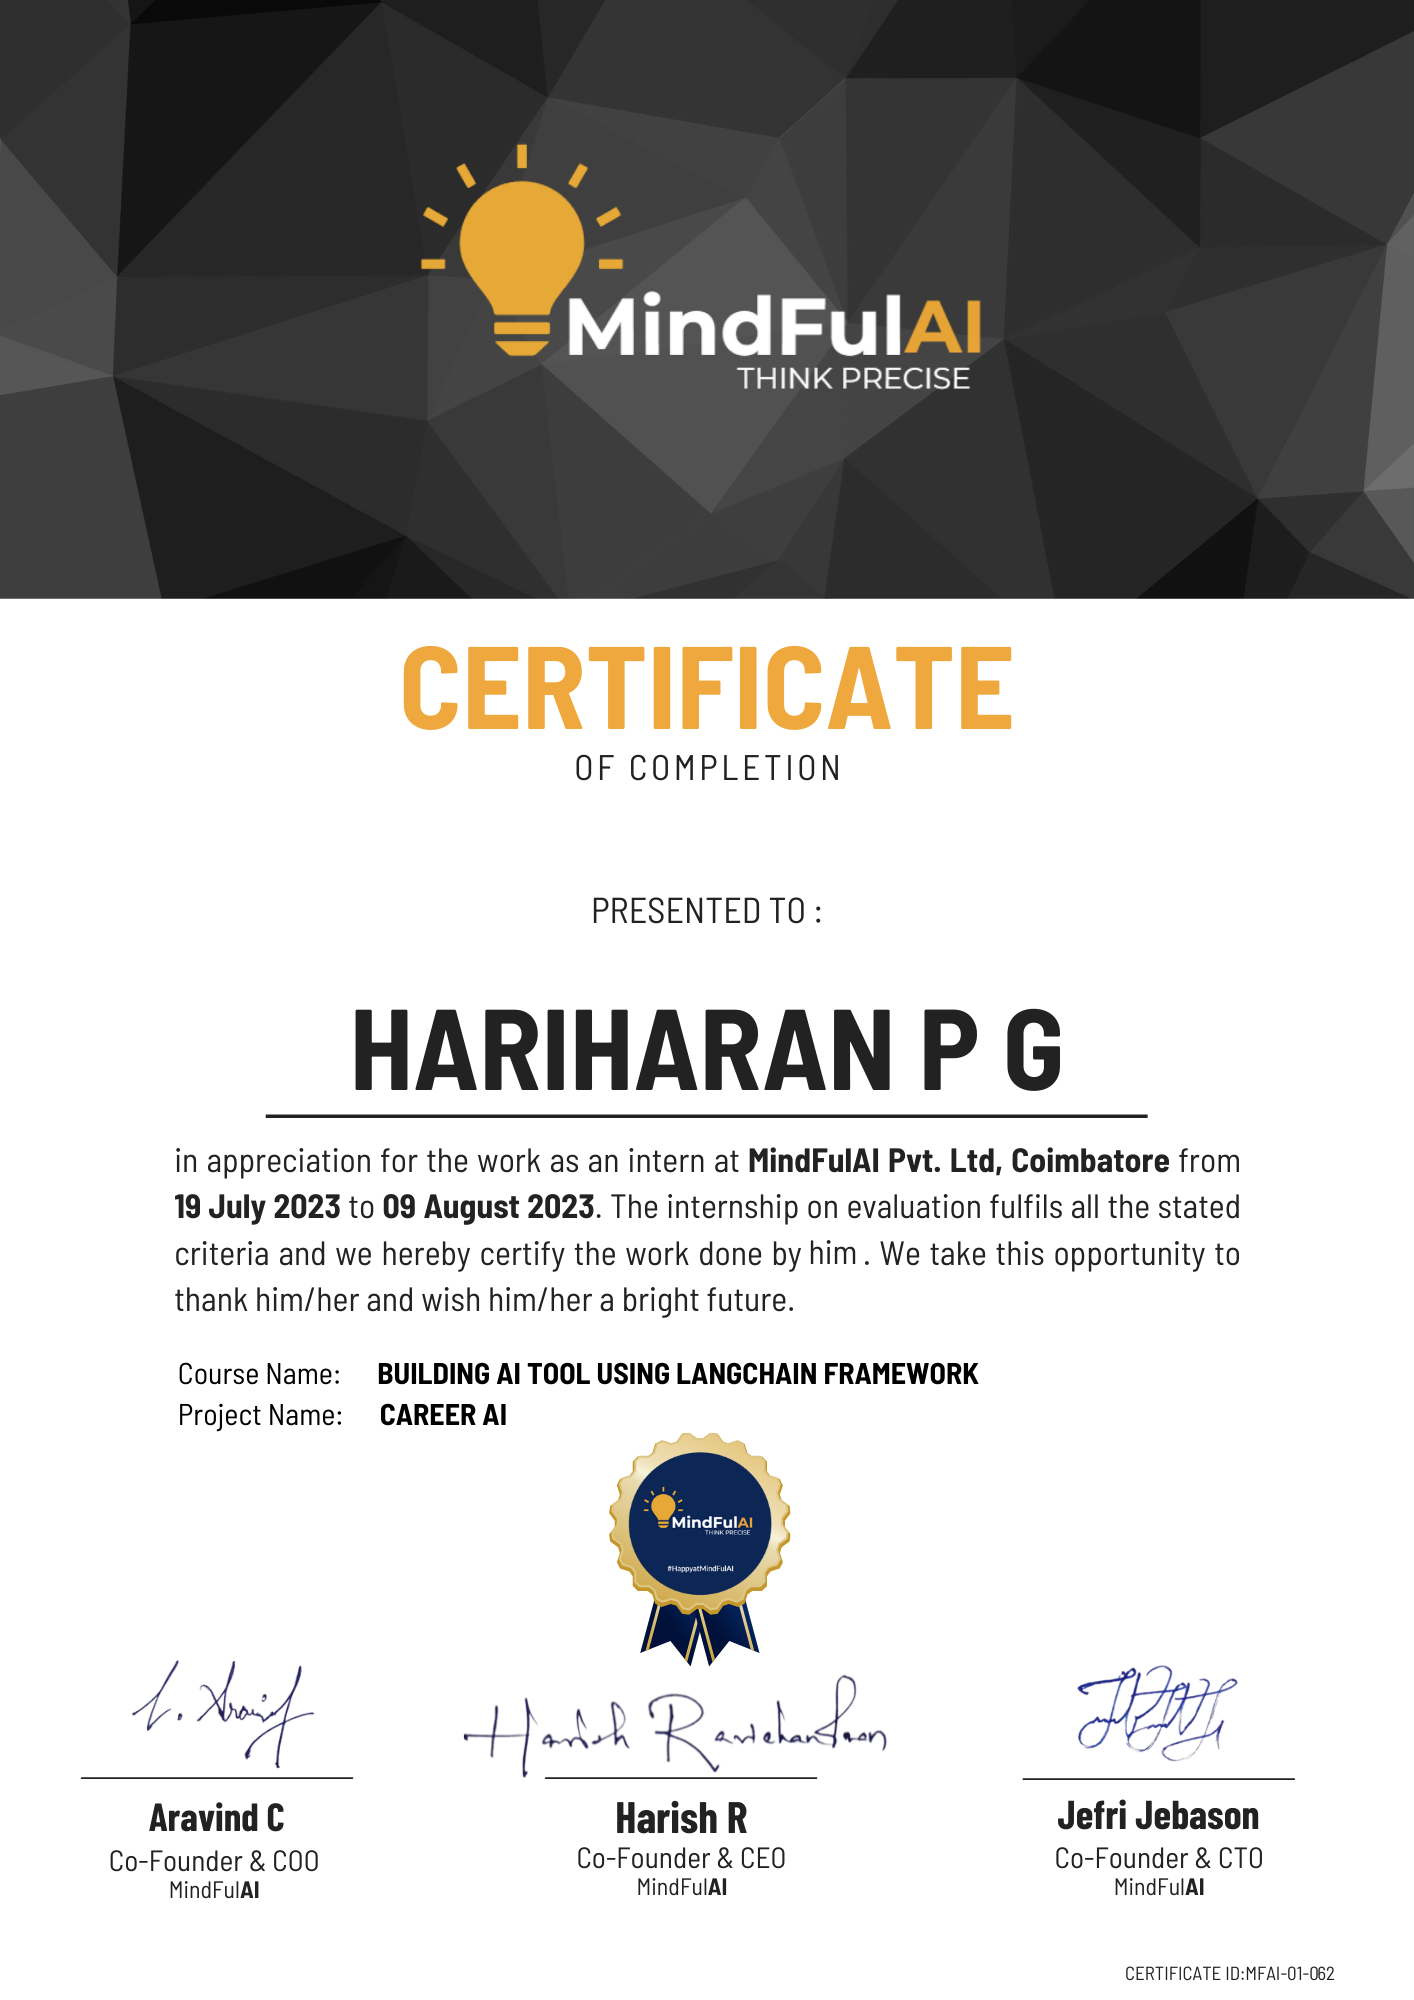 MindFulAI
THINK PRECISE
CERTIFICATE
OF COMPLETION
PRESENTED TO :
HARIHARAN P G
in appreciation for the work as an intern at MindFulAI Pvt. Ltd, Coimbatore from
19 July 2023 to 09 August 2023. The internship on evaluation fulfils all the stated
criteria and we hereby certify the work done by him . We take this opportunity to
thank him/her and wish him/her a bright future.
Course Name: BUILDING AI TOOL USING LANGCHAIN FRAMEWORK
Project Name: CAREER AI
MindFulAI
THINK PRECISE
#HappyatMindFulAI
Harish Ravichandran
Aravind C
Co-Founder & COO
MindFulAI
Harish R
Co-Founder & CEO
MindFulAI
Jefri Jebason
Co-Founder & CTO
MindFulAI
CERTIFICATE ID:MFAI-01-062